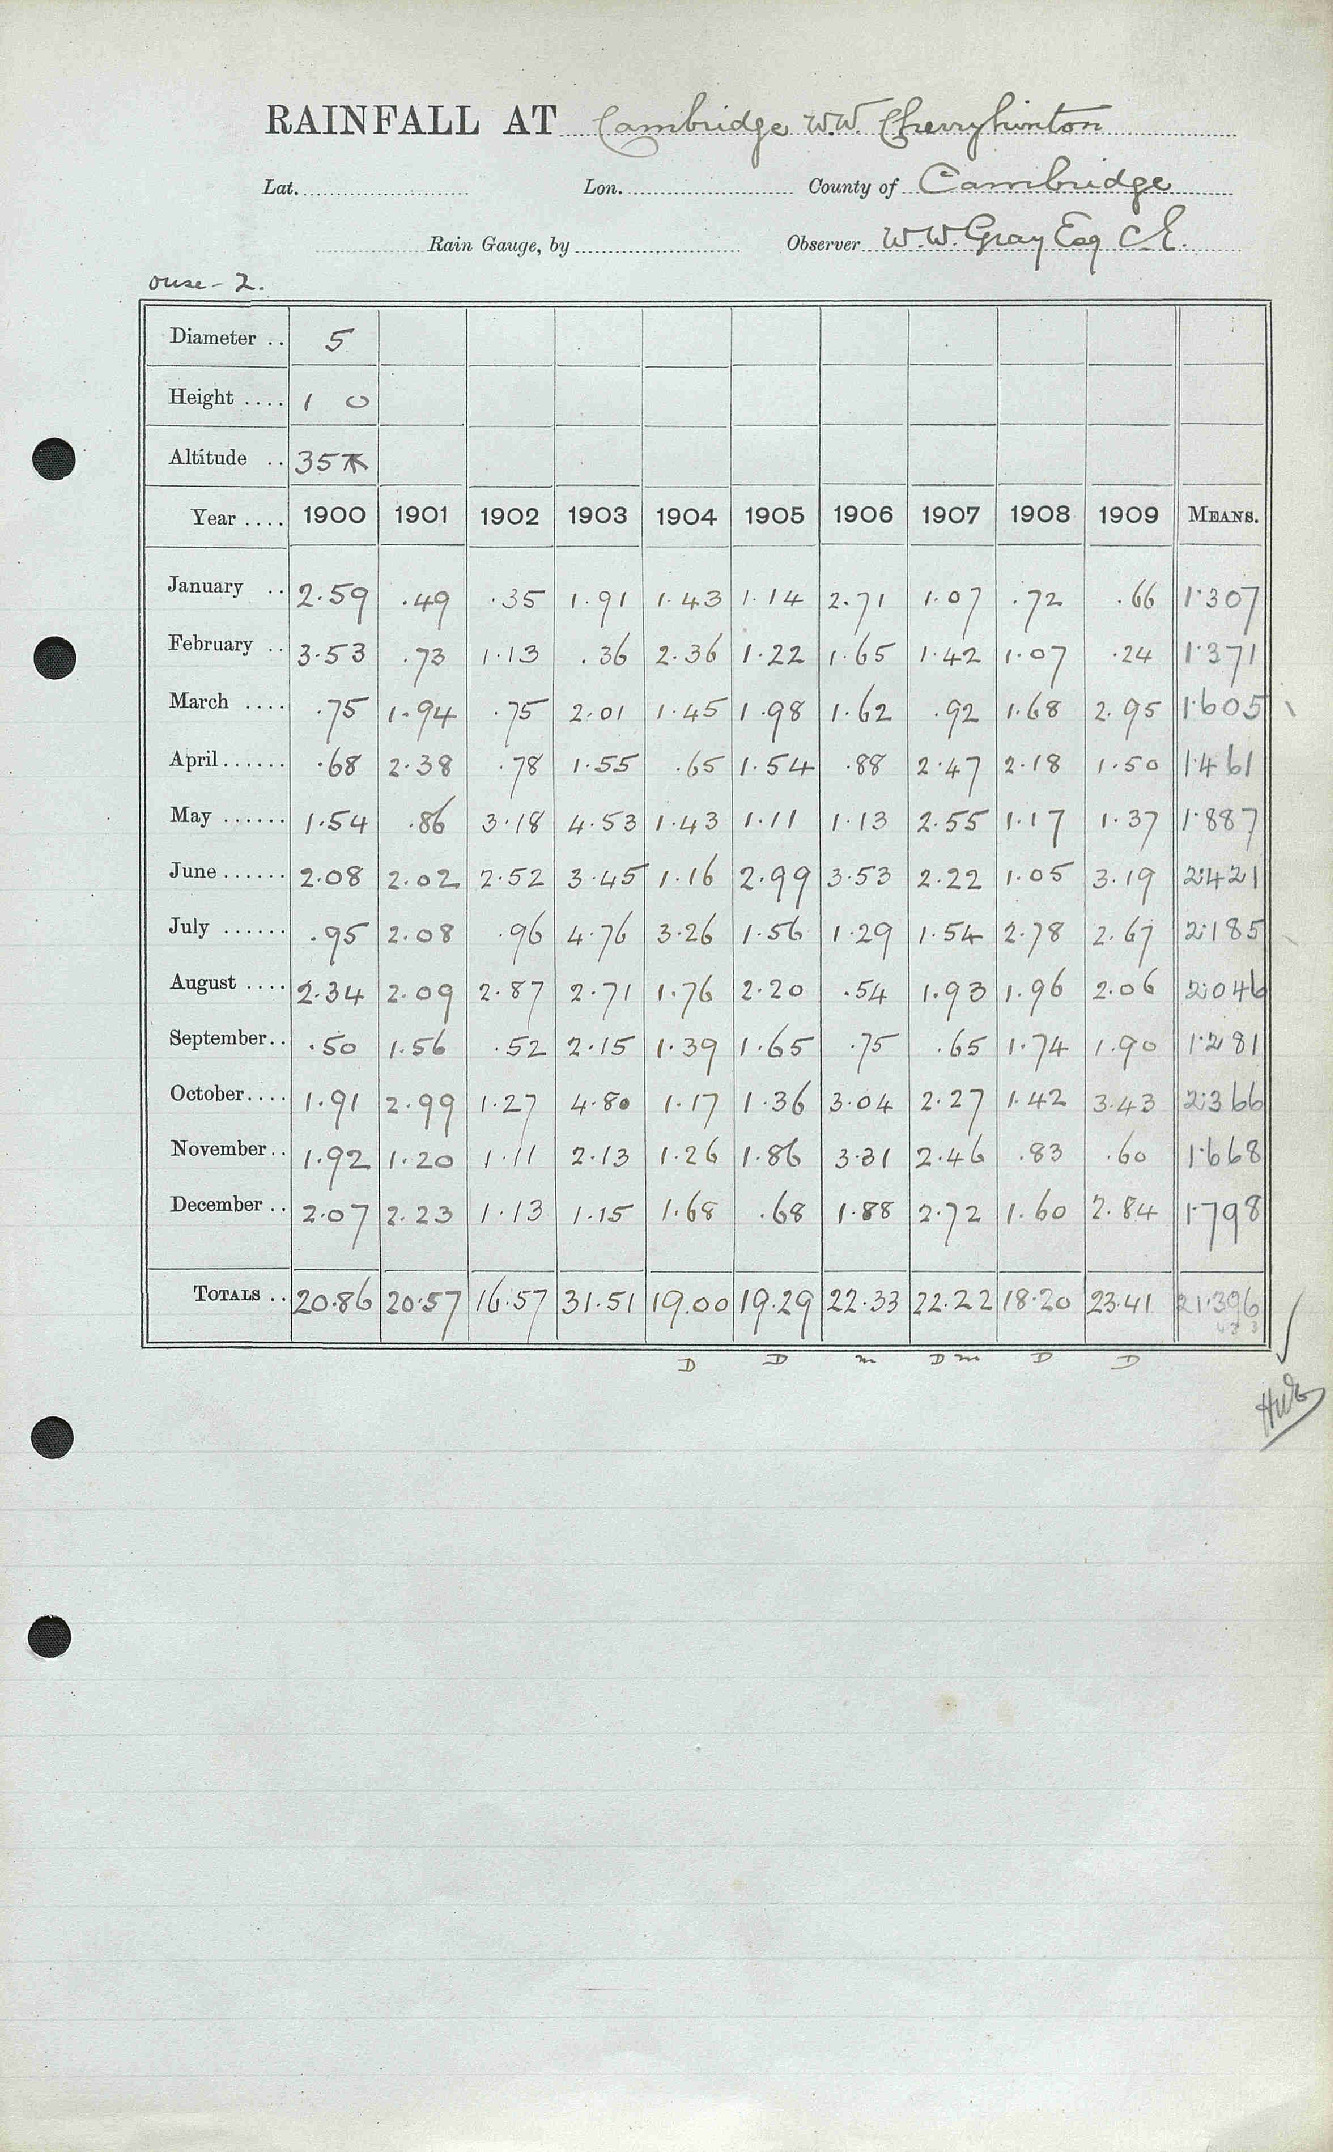 RAINFALL AT Cambridge W.W. Cherryhinton
Lat. Lon. County of Cambridge
Rain Gauge, by Observer W.W. Gray Esq C.E.
ouse - 2.
Diameter .. 5
Height .... 1 0
Altitude .. 35
Year .... 1900 1901 1902 1903 1904 1905 1906 1907 1908 1909 MEANS.
January .. 2.59 .49 .35 1.91 1.43 1.14 2.71 1.07 .72 .66 1.307
February .. 3.53 .73 1.13 .36 2.36 1.22 1.65 1.42 1.07 .24 1.371
March .... .75 1.94 .75 2.01 1.45 1.98 1.62 .92 1.68 2.95 1.605
April...... .68 2.38 .78 1.55 .65 1.54 .88 2.47 2.18 1.50 1.461
May ...... 1.54 .86 3.18 4.53 1.43 1.11 1.13 2.55 1.17 1.37 1.887
June ...... 2.08 2.02 2.52 3.45 1.16 2.99 3.53 2.22 1.05 3.19 2.421
July ...... .95 2.08 .96 4.76 3.26 1.56 1.29 1.54 2.78 2.67 2.185
August .... 2.34 2.09 2.87 2.71 1.76 2.20 .54 1.93 1.96 2.06 2.046
September.. .50 1.56 .52 2.15 1.39 1.65 .75 .65 1.74 1.90 1.281
October.... 1.91 2.99 1.27 4.80 1.17 1.36 3.04 2.27 1.42 3.43 2.366
November.. 1.92 1.20 1.11 2.13 1.26 1.86 3.31 2.46 .83 .60 1.668
December .. 2.07 2.23 1.13 1.15 1.68 .68 1.88 2.72 1.60 2.84 1.798
TOTALS .. 20.86 20.57 16.57 31.51 19.00 19.29 22.33 22.22 18.20 23.41 21.396
D D m D m D D